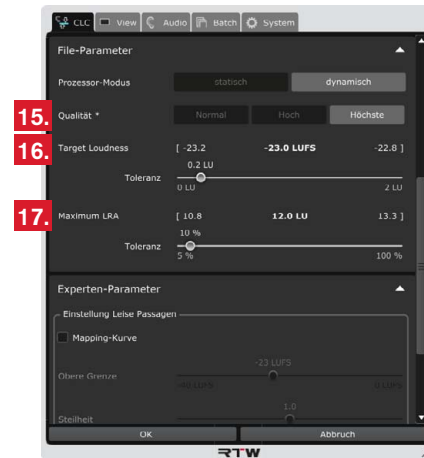 CLC View Audio Batch System
File-Parameter
Prozessor-Modus statisch dynamisch
15. Qualität * Normal Hoch Höchste
16. Target Loudness [ -23.2 -23.0 LUFS -22.8 ]
0.2 LU
Toleranz
0 LU 2 LU
17. Maximum LRA [ 10.8 12.0 LU 13.3 ]
10 %
Toleranz
5 % 100 %
Experten-Parameter
Einstellung Leise Passagen
Mapping-Kurve
-23 LUFS
Obere Grenze
0 LUFS
1.0
Steilheit
OK Abbruch
RTW